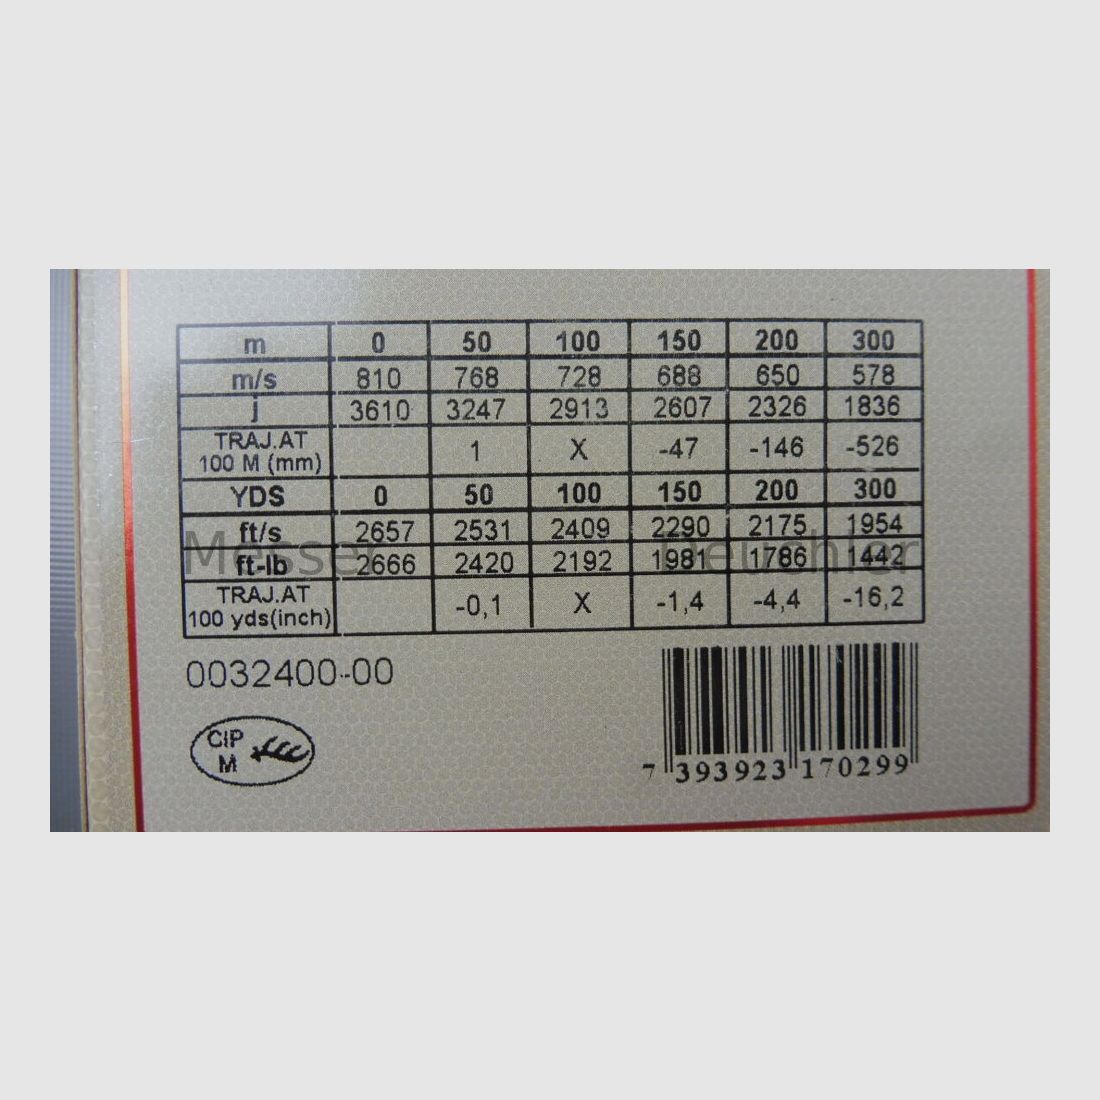 m 0 50 100 150 200 300
m/s 810 768 728 688 650 578
j 3610 3247 2913 2607 2326 1836
TRAJ.AT
100 M (mm) 1 X -47 -146 -526
YDS 0 50 100 150 200 300
ft/s 2657 2531 2409 2290 2175 1954
ft-lb 2666 2420 2192 1981 1786 1442
TRAJ.AT
100 yds(inch) -0,1 X -1,4 -4,4 -16,2
0032400-00
CIP
M
7 393923 170299